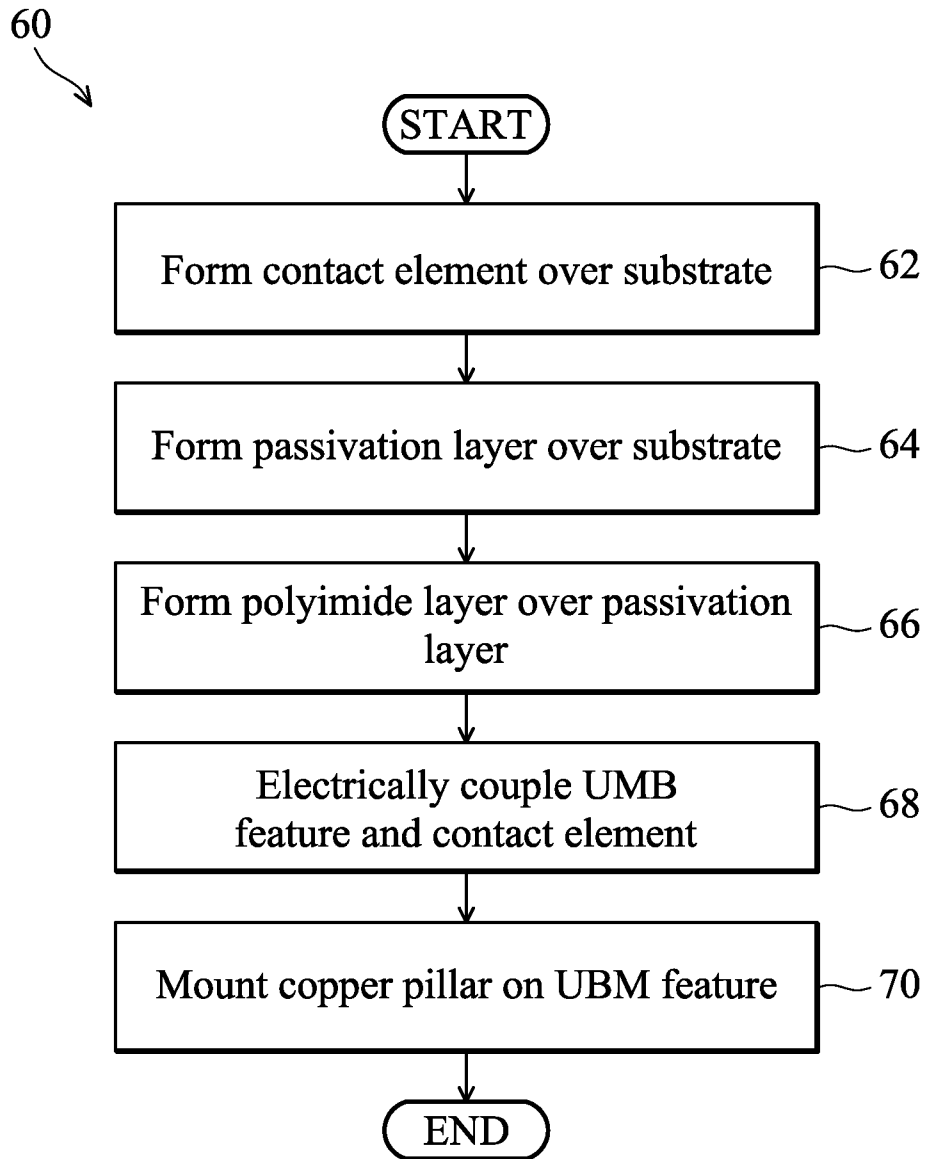 60
START
Form contact element over substrate
62
Form passivation layer over substrate
64
Form polyimide layer over passivation
layer
66
Electrically couple UMB
feature and contact element
68
Mount copper pillar on UBM feature
70
END